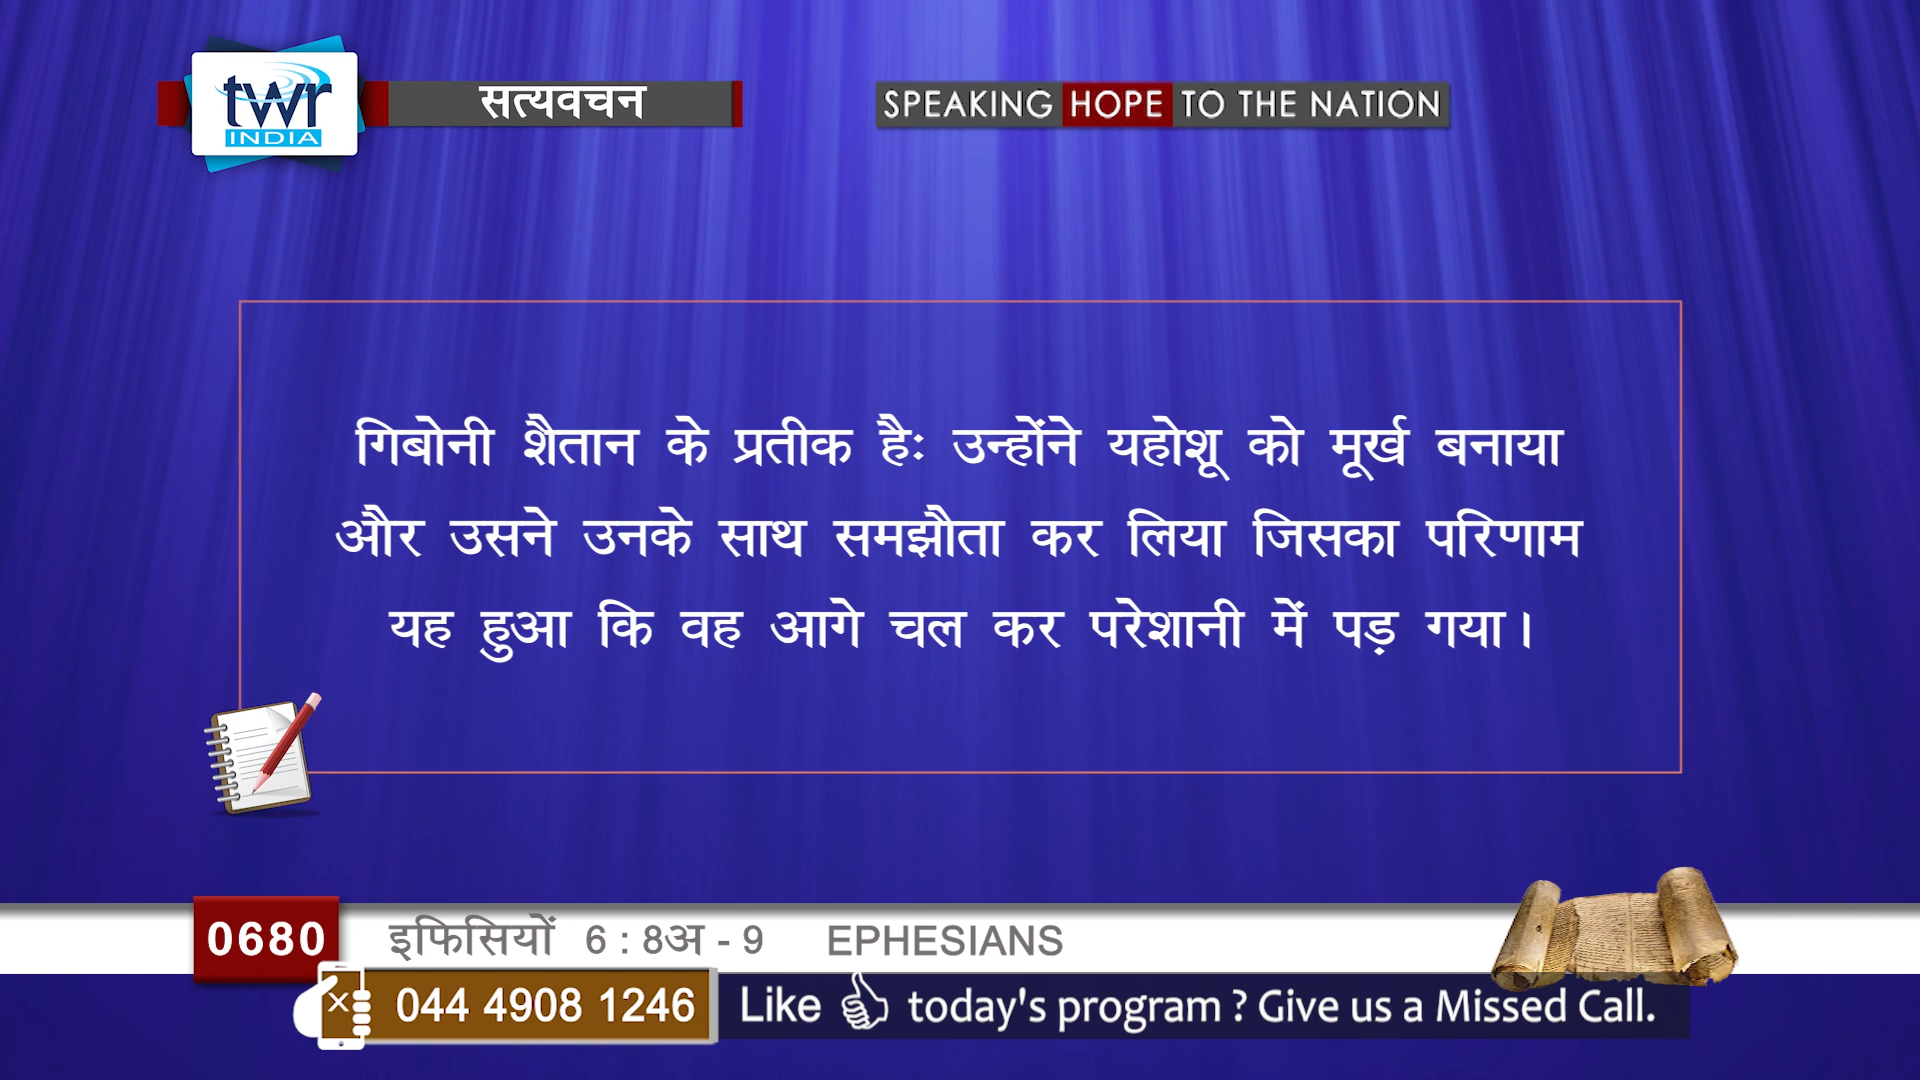 twr
INDIA
सत्यवचन
SPEAKING HOPE TO THE NATION
गिबोनी शैतान के प्रतीक हैः उन्होंने यहोशू को मूर्ख बनाया
और उसने उनके साथ समझौता कर लिया जिसका परिणाम
यह हुआ कि वह आगे चल कर परेशानी में पड़ गया।
0680 इफिसियों 6 : 8अ - 9 EPHESIANS
044 4908 1246 Like today's program ? Give us a Missed Call.